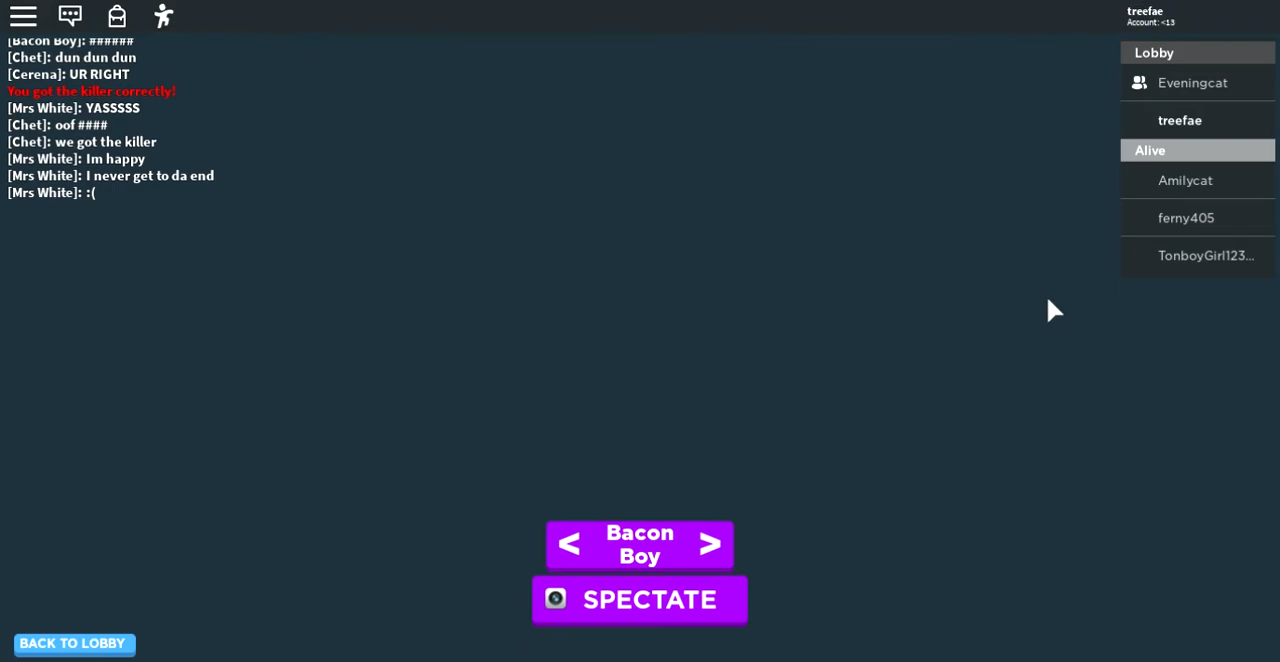 treefae
Account: <13
[Bacon Boy]: ######
[Chet]: dun dun dun
[Cerena]: UR RIGHT
You got the killer correctly!
[Mrs White]: YASSSSS
[Chet]: oof ####
[Chet]: we got the killer
[Mrs White]: Im happy
[Mrs White]: I never get to da end
[Mrs White]: :(
Lobby
Eveningcat
treefae
Alive
Amilycat
ferny405
TonboyGirl123...
< Bacon >
Boy
SPECTATE
BACK TO LOBBY